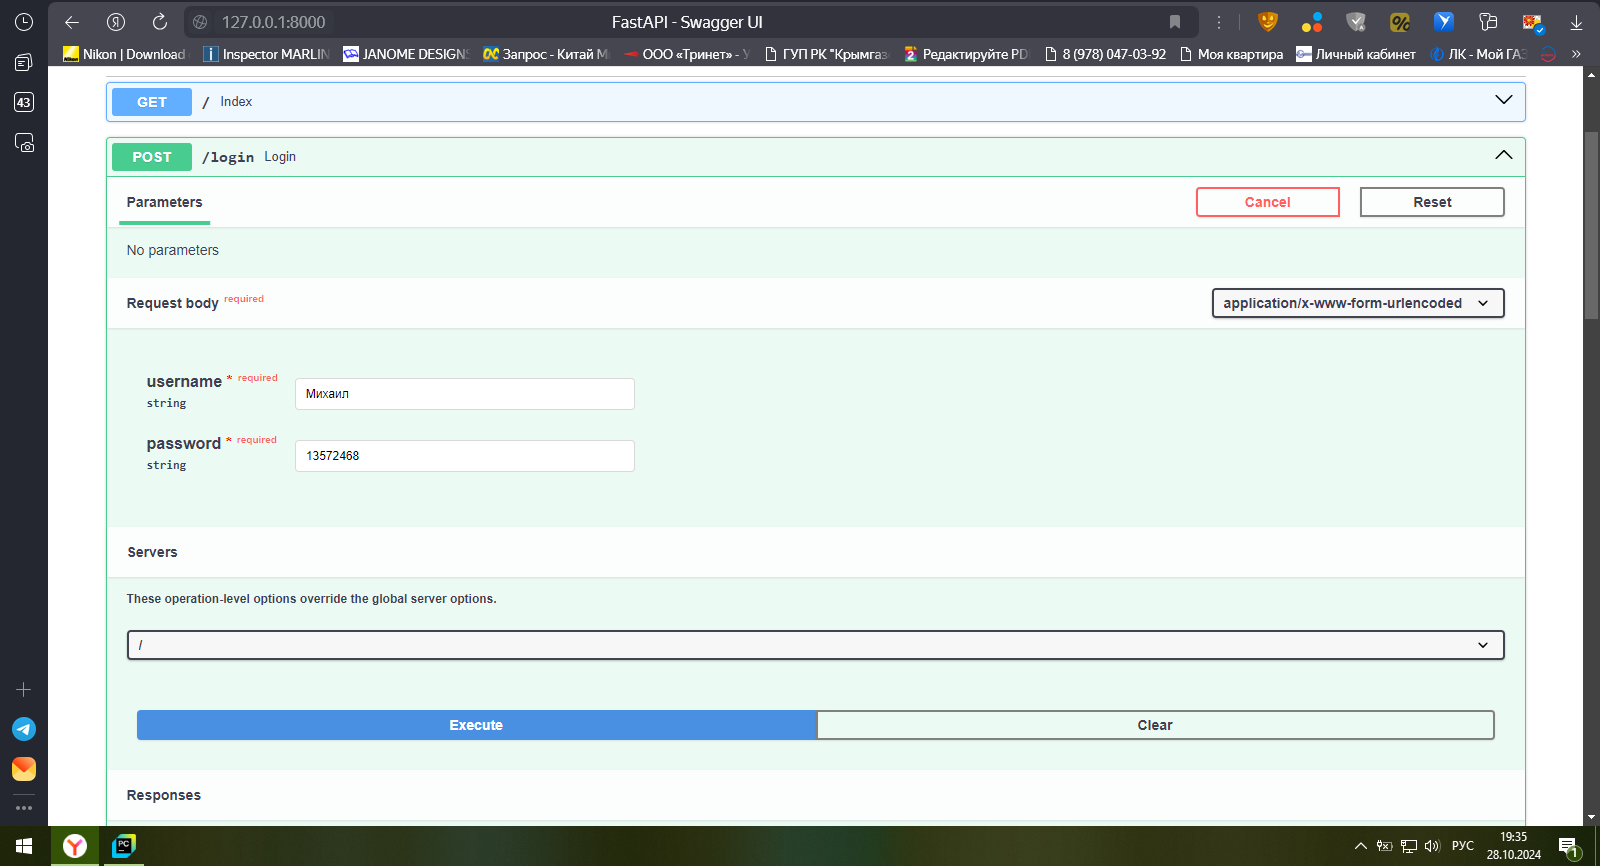 127.0.0.1:8000
FastAPI - Swagger UI
Nikon | Download
Inspector MARLIN
JANOME DESIGNS
Запрос - Китай М
ООО «Тринет» - У
ГУП РК "Крымгаз
Редактируйте PD
8 (978) 047-03-92
Моя квартира
Личный кабинет
ЛК - Мой ГАЗ
»
43
GET / Index
POST /login Login
Parameters
Cancel
Reset
No parameters
Request body required
application/x-www-form-urlencoded
username * required
string
Михаил
password * required
string
13572468
Servers
These operation-level options override the global server options.
/
Execute
Clear
Responses
PC
РУС
19:35
28.10.2024
1